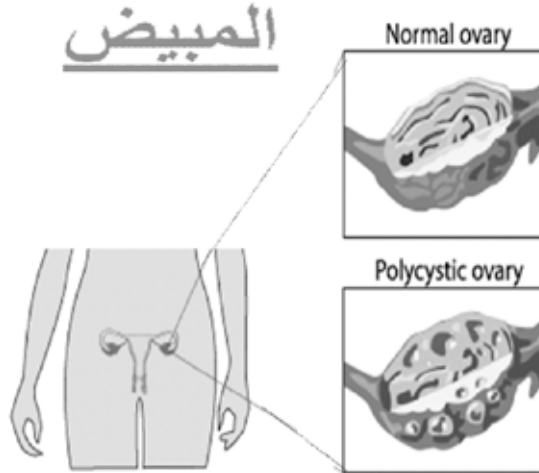 المبيض
Normal ovary
Polycystic ovary